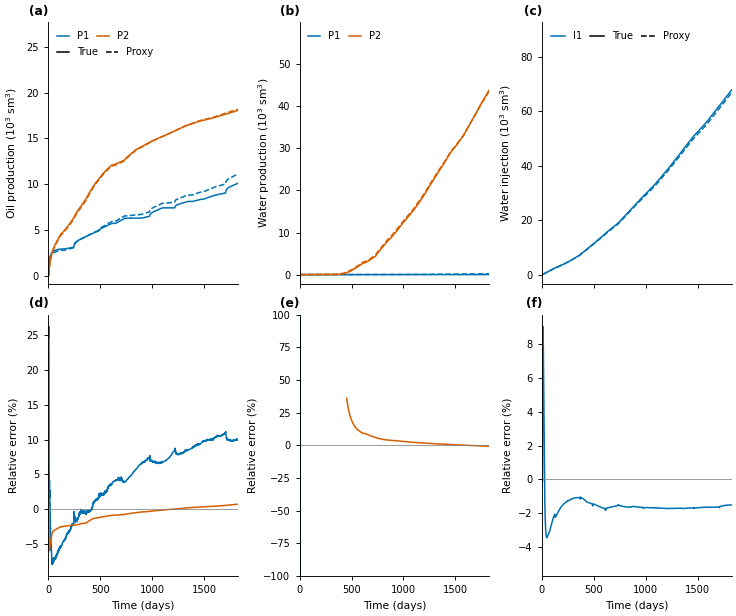 (a)
(b)
(c)
P1 P2
True Proxy
P1 P2
I1 True Proxy
Oil production (10³ sm³)
25
20
15
10
5
0
Water production (10³ sm³)
50
40
30
20
10
0
Water injection (10³ sm³)
80
60
40
20
0
(d)
(e)
(f)
Relative error (%)
25
20
15
10
5
0
−5
Relative error (%)
100
75
50
25
0
−25
−50
−75
−100
Relative error (%)
8
6
4
2
0
−2
−4
0 500 1000 1500
0 500 1000 1500
0 500 1000 1500
Time (days)
Time (days)
Time (days)